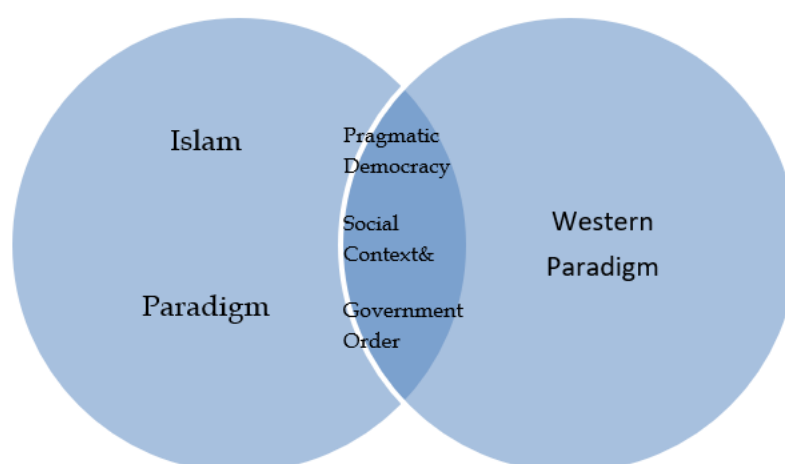 Islam
Paradigm
Pragmatic
Democracy
Social
Context&
Government
Order
Western
Paradigm